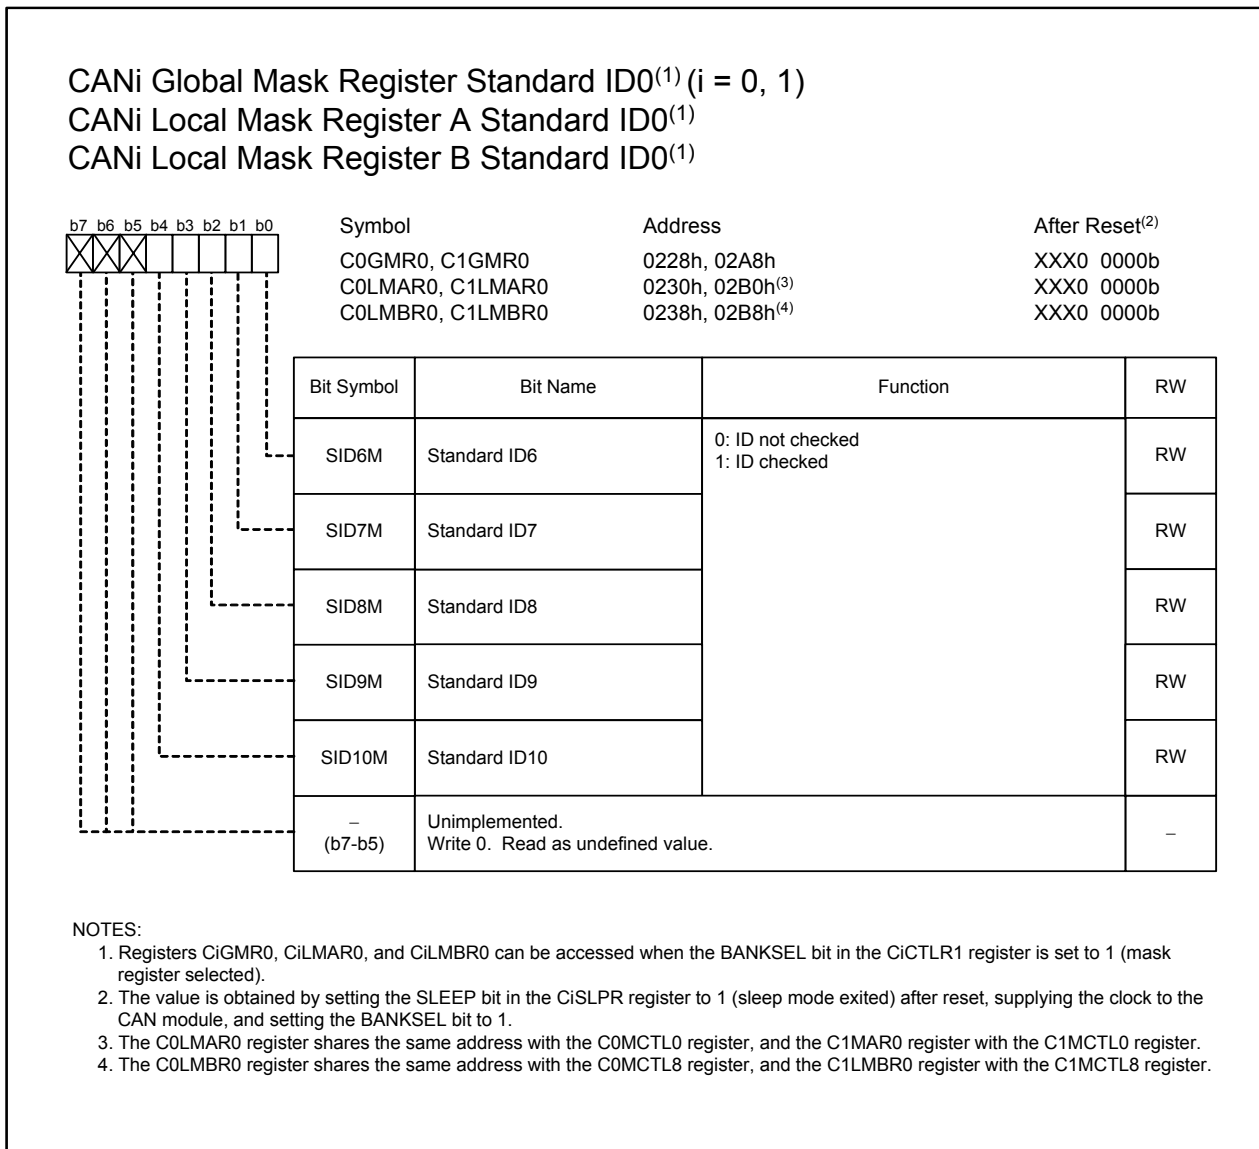 CANi Global Mask Register Standard ID0(1) (i = 0, 1)
CANi Local Mask Register A Standard ID0(1)
CANi Local Mask Register B Standard ID0(1)
b7 b6 b5 b4 b3 b2 b1 b0
Symbol Address After Reset(2)
C0GMR0, C1GMR0 0228h, 02A8h XXX0 0000b
C0LMAR0, C1LMAR0 0230h, 02B0h(3) XXX0 0000b
C0LMBR0, C1LMBR0 0238h, 02B8h(4) XXX0 0000b
Bit Symbol Bit Name Function RW
SID6M Standard ID6 0: ID not checked RW
1: ID checked
SID7M Standard ID7 RW
SID8M Standard ID8 RW
SID9M Standard ID9 RW
SID10M Standard ID10 RW
– Unimplemented. –
(b7-b5) Write 0. Read as undefined value.
NOTES:
1. Registers CiGMR0, CiLMAR0, and CiLMBR0 can be accessed when the BANKSEL bit in the CiCTLR1 register is set to 1 (mask
register selected).
2. The value is obtained by setting the SLEEP bit in the CiSLPR register to 1 (sleep mode exited) after reset, supplying the clock to the
CAN module, and setting the BANKSEL bit to 1.
3. The C0LMAR0 register shares the same address with the C0MCTL0 register, and the C1MAR0 register with the C1MCTL0 register.
4. The C0LMBR0 register shares the same address with the C0MCTL8 register, and the C1LMBR0 register with the C1MCTL8 register.